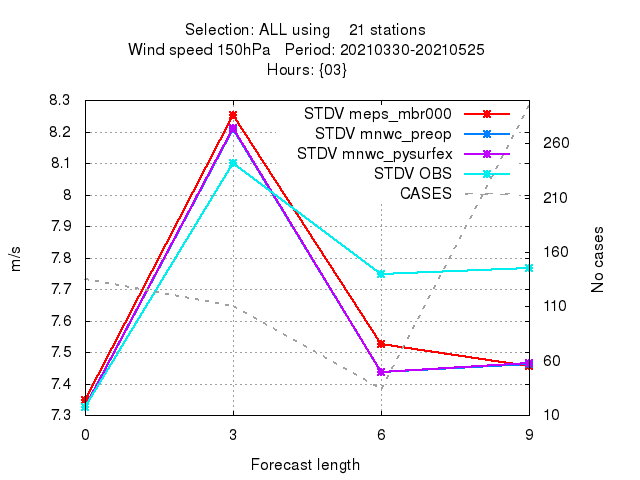 Selection: ALL using    21 stations
Wind speed 150hPa   Period: 20210330-20210525
Hours: {03}
STDV meps_mbr000
STDV mnwc_preop
STDV mnwc_pysurfex
STDV OBS
CASES
m/s
8.3
8.2
8.1
8
7.9
7.8
7.7
7.6
7.5
7.4
7.3
260
210
160
110
60
10
No cases
0 3 6 9
Forecast length